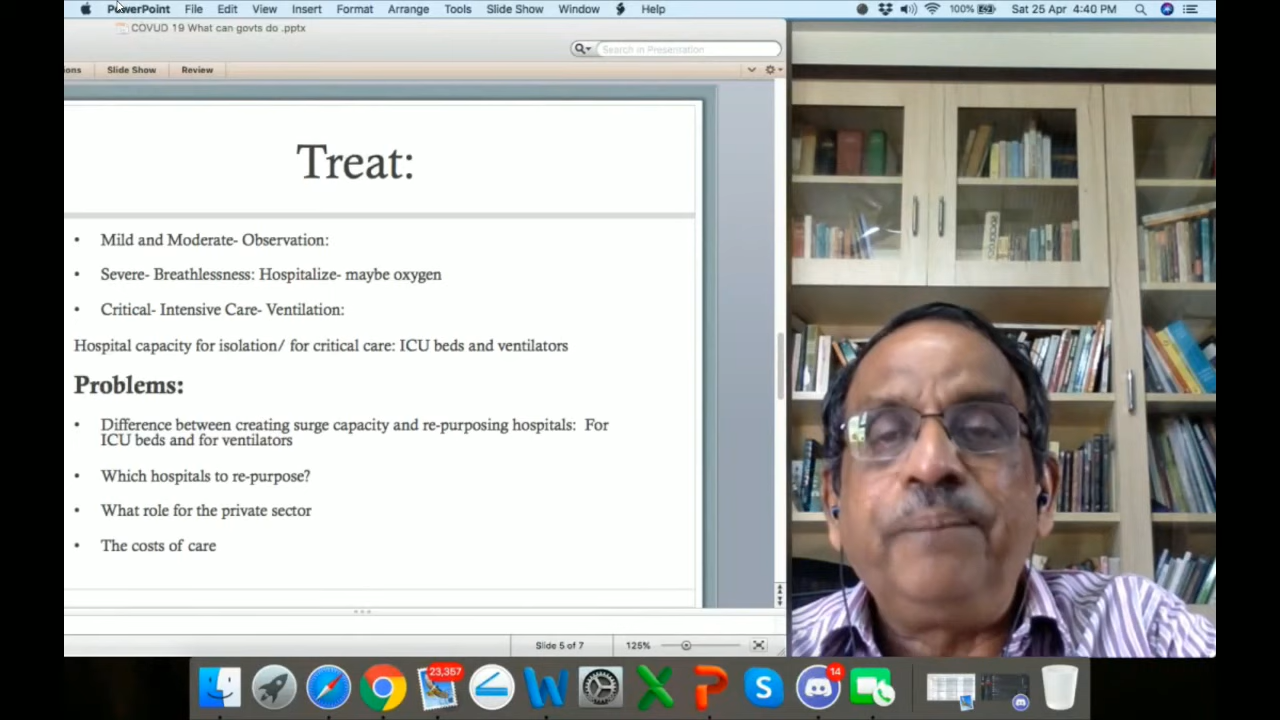 PowerPoint File Edit View Insert Format Arrange Tools Slide Show Window Help 100% Sat 25 Apr 4:40 PM
COVUD 19 What can govts do .pptx
Search in Presentation
ons Slide Show Review
Treat:
• Mild and Moderate- Observation:
• Severe- Breathlessness: Hospitalize- maybe oxygen
• Critical- Intensive Care- Ventilation:
Hospital capacity for isolation/ for critical care: ICU beds and ventilators
Problems:
• Difference between creating surge capacity and re-purposing hospitals: For
ICU beds and for ventilators
• Which hospitals to re-purpose?
• What role for the private sector
• The costs of care
Slide 5 of 7 125%
23,357 14